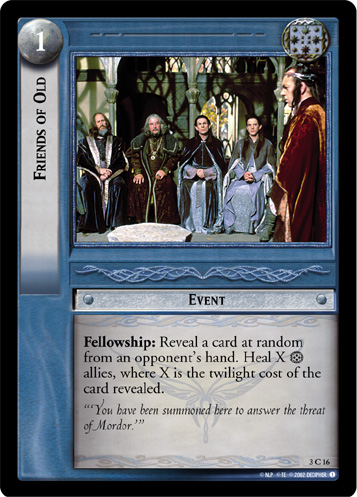 1
FRIENDS OF OLD
EVENT
Fellowship: Reveal a card at random
from an opponent's hand. Heal X
allies, where X is the twilight cost of the
card revealed.
"'You have been summoned here to answer the threat
of Mordor.'"
3 C 16
© NLP ® TE © 2002 DECIPHER